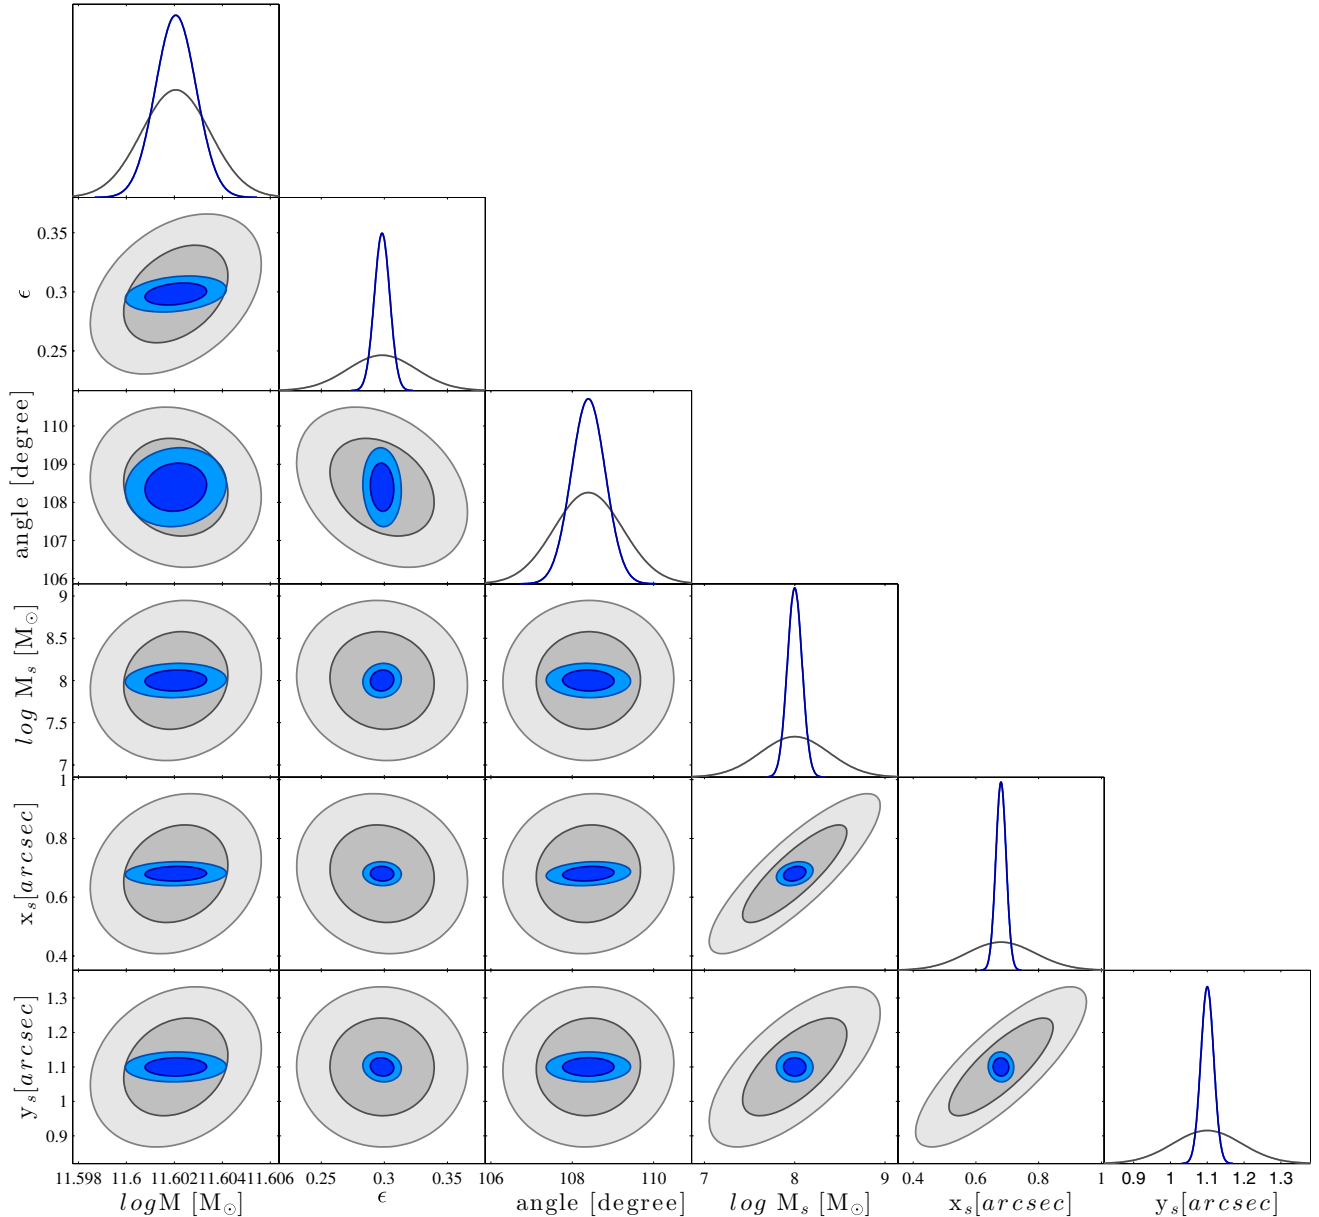 0.35
0.3
0.25
ϵ
110
109
108
107
106
angle [degree]
9
8.5
8
7.5
7
log M_s [M_⊙]
1
0.8
0.6
0.4
x_s[arcsec]
1.3
1.2
1.1
1
0.9
y_s[arcsec]
11.598 11.6 11.602 11.604 11.606
0.25 0.3 0.35
106 108 110
7 8 9
0.4 0.6 0.8 1
0.9 1 1.1 1.2 1.3
logM [M_⊙]
ϵ
angle [degree]
log M_s [M_⊙]
x_s[arcsec]
y_s[arcsec]